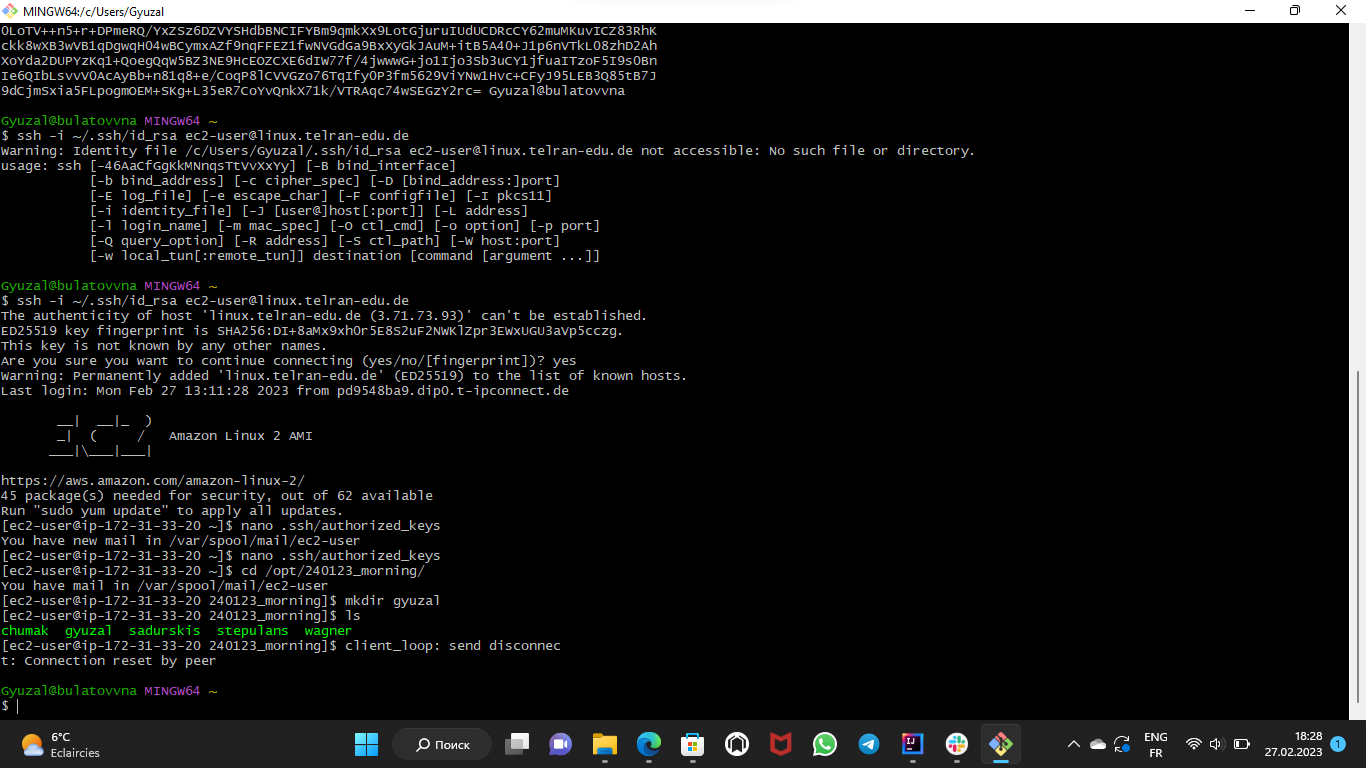 MINGW64:/c/Users/Gyuzal
OLoTV++n5+r+DPmeRQ/YxZSz6DZVYSHdbBNCIFYBm9qmkXx9LotGjuruIUdUCDRcCY62muMKuvICZ83RhK
ckk8wXB3wVB1qDgwqHO4wBCymxAZf9nqFFEZ1fwNVGdGa9BxXyGkJAuM+itB5A4O+J1p6nVTkLO8zhD2Ah
XoYda2DUPYzKq1+QoegQqW5BZ3NE9HcEOZCXE6dIW77f/4jwwwG+jo1Ijo3Sb3uCY1jfuaITzoF5I9sOBn
Ie6QIbLsvvVOAcAyBb+n81q8+e/CoqP8lCVVGzo76TqIfyOP3fm5629ViYNw1Hvc+CFyJ95LEB3Q85tB7J
9dCjmSxia5FLpogmOEM+SKg+L35eR7CoYvQnkX71k/VTRAqc74wSEGzY2rc= Gyuzal@bulatovvna
Gyuzal@bulatovvna MINGW64 ~
$ ssh -i ~/.ssh/id_rsa ec2-user@linux.telran-edu.de
Warning: Identity file /c/Users/Gyuzal/.ssh/id_rsa ec2-user@linux.telran-edu.de not accessible: No such file or directory.
usage: ssh [-46AaCfGgKkMNnqsTtVvXxYy] [-B bind_interface]
           [-b bind_address] [-c cipher_spec] [-D [bind_address:]port]
           [-E log_file] [-e escape_char] [-F configfile] [-I pkcs11]
           [-i identity_file] [-J [user@]host[:port]] [-L address]
           [-l login_name] [-m mac_spec] [-O ctl_cmd] [-o option] [-p port]
           [-Q query_option] [-R address] [-S ctl_path] [-W host:port]
           [-w local_tun[:remote_tun]] destination [command [argument ...]]
Gyuzal@bulatovvna MINGW64 ~
$ ssh -i ~/.ssh/id_rsa ec2-user@linux.telran-edu.de
The authenticity of host 'linux.telran-edu.de (3.71.73.93)' can't be established.
ED25519 key fingerprint is SHA256:DI+8aMx9xhOr5E8S2uF2NWKlZpr3EWxUGU3aVp5cczg.
This key is not known by any other names.
Are you sure you want to continue connecting (yes/no/[fingerprint])? yes
Warning: Permanently added 'linux.telran-edu.de' (ED25519) to the list of known hosts.
Last login: Mon Feb 27 13:11:28 2023 from pd9548ba9.dip0.t-ipconnect.de
       __|  __|_  )
       _|  (     /   Amazon Linux 2 AMI
      ___|\___|___|
https://aws.amazon.com/amazon-linux-2/
45 package(s) needed for security, out of 62 available
Run "sudo yum update" to apply all updates.
[ec2-user@ip-172-31-33-20 ~]$ nano .ssh/authorized_keys
You have new mail in /var/spool/mail/ec2-user
[ec2-user@ip-172-31-33-20 ~]$ nano .ssh/authorized_keys
[ec2-user@ip-172-31-33-20 ~]$ cd /opt/240123_morning/
You have mail in /var/spool/mail/ec2-user
[ec2-user@ip-172-31-33-20 240123_morning]$ mkdir gyuzal
[ec2-user@ip-172-31-33-20 240123_morning]$ ls
chumak  gyuzal  sadurskis  stepulans  wagner
[ec2-user@ip-172-31-33-20 240123_morning]$ client_loop: send disconnec
t: Connection reset by peer
Gyuzal@bulatovvna MINGW64 ~
$
6°C
Eclaircies
Поиск
ENG
FR
18:28
27.02.2023
1